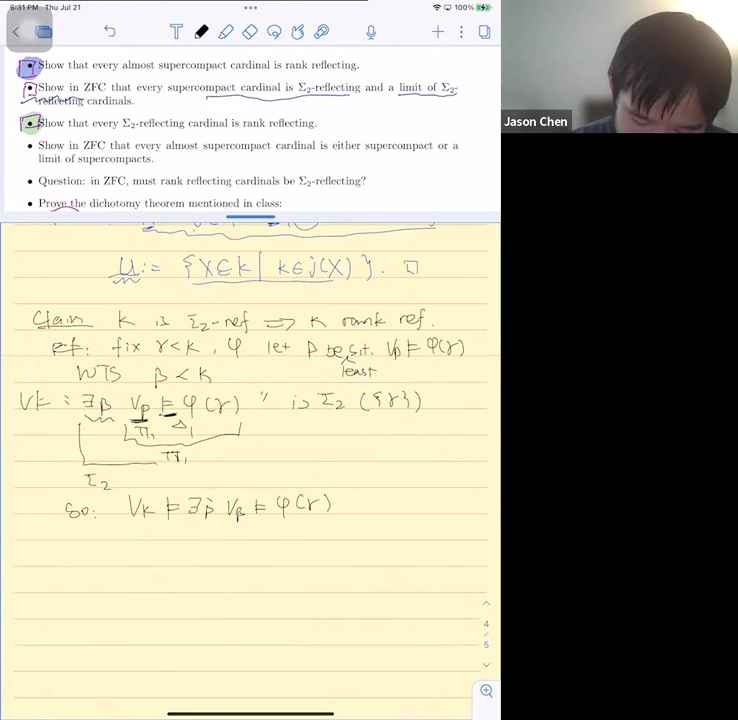 6:31 PM Thu Jul 21
100%
• Show that every almost supercompact cardinal is rank reflecting.
• Show in ZFC that every supercompact cardinal is Σ₂-reflecting and a limit of Σ₂-
reflecting cardinals.
• Show that every Σ₂-reflecting cardinal is rank reflecting.
• Show in ZFC that every almost supercompact cardinal is either supercompact or a
limit of supercompacts.
• Question: in ZFC, must rank reflecting cardinals be Σ₂-reflecting?
• Prove the dichotomy theorem mentioned in class:
U := {X ⊆ κ | κ ∈ j(X)}. □
Claim κ is Σ₂-ref ⟹ κ rank ref.
Pf: fix γ < κ, φ let β be s.t. Vβ ⊨ φ(γ)
least
WTS β < κ
∃β Vβ ⊨ φ(γ) " is Σ₂({γ})
Π₁ Δ₁
Π₁
Σ₂
So: Vκ ⊨ ∃β Vβ ⊨ φ(γ)
4
5
Jason Chen